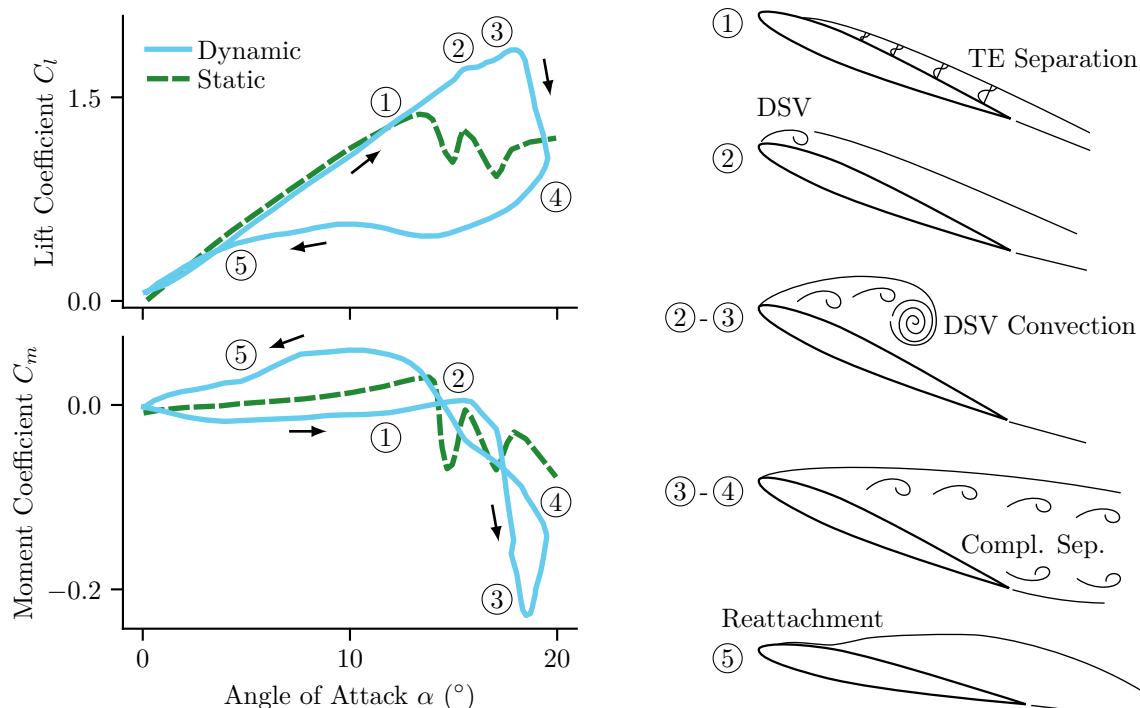 Lift Coefficient C_l
1.5
0.0
Dynamic
Static
① ② ③
④
⑤
Moment Coefficient C_m
0.0
−0.2
⑤
②
①
④
③
0
10
20
Angle of Attack α (°)
①
TE Separation
DSV
②
② - ③
DSV Convection
③ - ④
Compl. Sep.
Reattachment
⑤